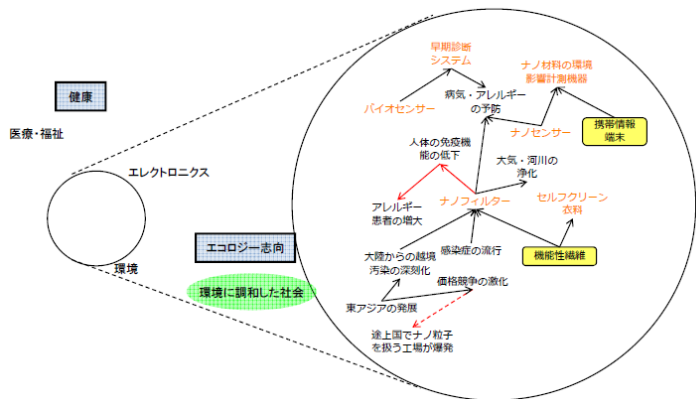 健康
医療・福祉
エレクトロニクス
環境
エコロジー志向
環境に調和した社会
早期診断
システム
ナノ材料の環境
影響計測機器
病気・アレルギー
の予防
バイオセンサー
ナノセンサー
携帯情報
端末
人体の免疫機
能の低下
大気・河川の
浄化
アレルギー
患者の増大
ナノフィルター
セルフクリーン
衣料
大陸からの越境
汚染の深刻化
感染症の流行
機能性繊維
価格競争の激化
東アジアの発展
途上国でナノ粒子
を扱う工場が爆発